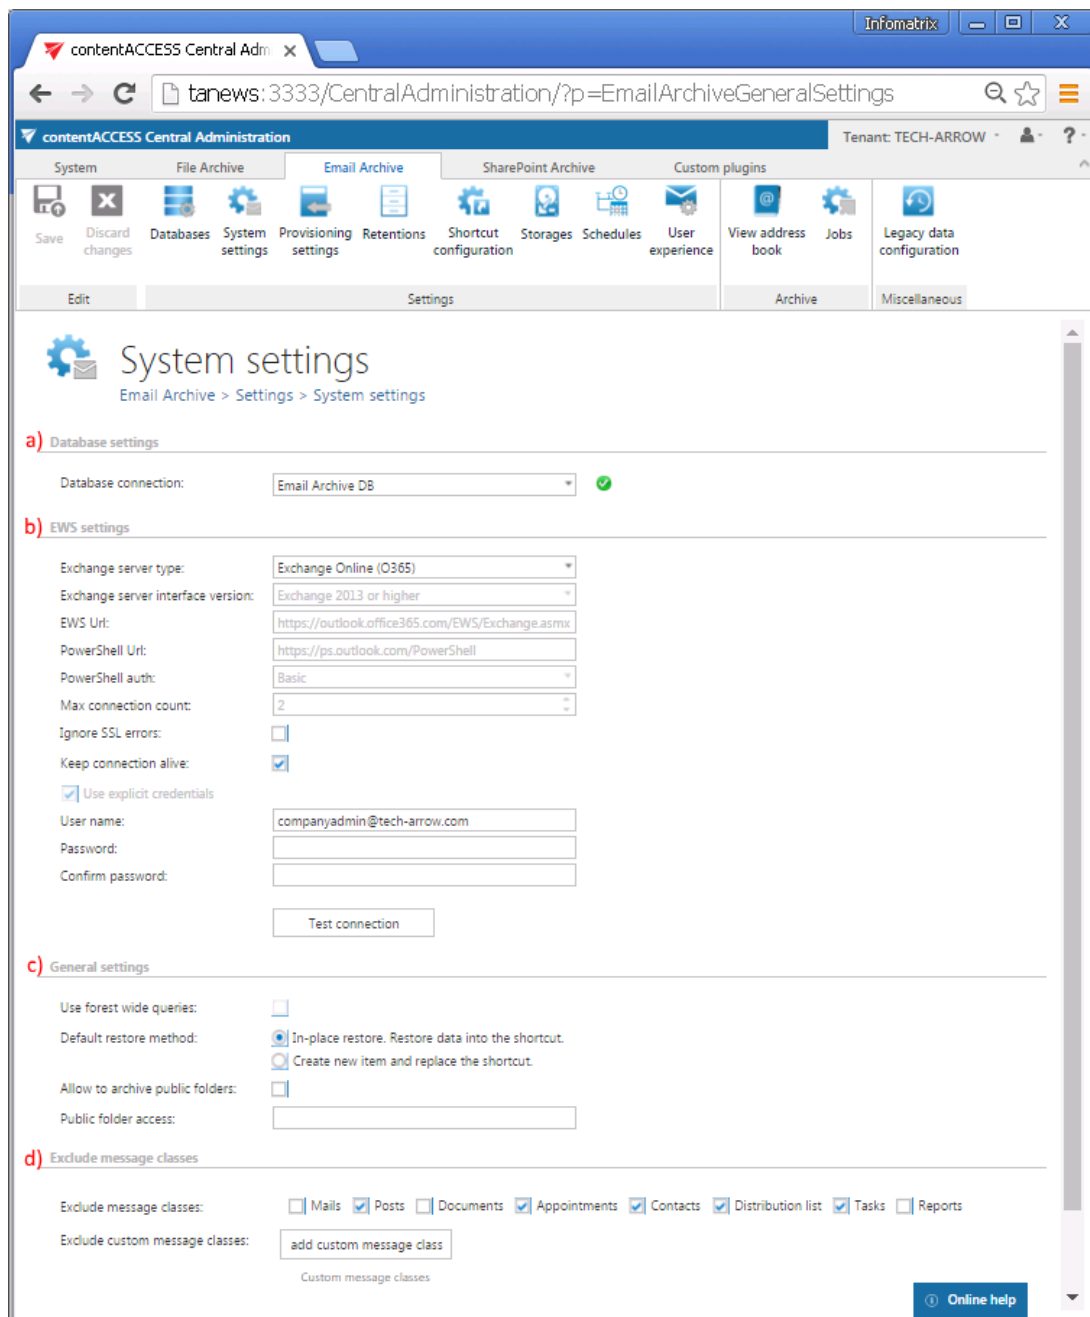 Infomatrix
contentACCESS Central Adm
tanews:3333/CentralAdministration/?p=EmailArchiveGeneralSettings
contentACCESS Central Administration
Tenant: TECH-ARROW
?
System
File Archive
Email Archive
SharePoint Archive
Custom plugins
Save
Discard changes
Databases
System settings
Provisioning settings
Retentions
Shortcut configuration
Storages
Schedules
User experience
View address book
Jobs
Legacy data configuration
Edit
Settings
Archive
Miscellaneous
System settings
Email Archive > Settings > System settings
a) Database settings
Database connection: Email Archive DB
b) EWS settings
Exchange server type: Exchange Online (O365)
Exchange server interface version: Exchange 2013 or higher
EWS Url: https://outlook.office365.com/EWS/Exchange.asmx
PowerShell Url: https://ps.outlook.com/PowerShell
PowerShell auth: Basic
Max connection count: 2
Ignore SSL errors:
Keep connection alive:
Use explicit credentials
User name: companyadmin@tech-arrow.com
Password:
Confirm password:
Test connection
c) General settings
Use forest wide queries:
Default restore method: In-place restore. Restore data into the shortcut.
Create new item and replace the shortcut.
Allow to archive public folders:
Public folder access:
d) Exclude message classes
Exclude message classes: Mails Posts Documents Appointments Contacts Distribution list Tasks Reports
Exclude custom message classes: add custom message class
Custom message classes
Online help